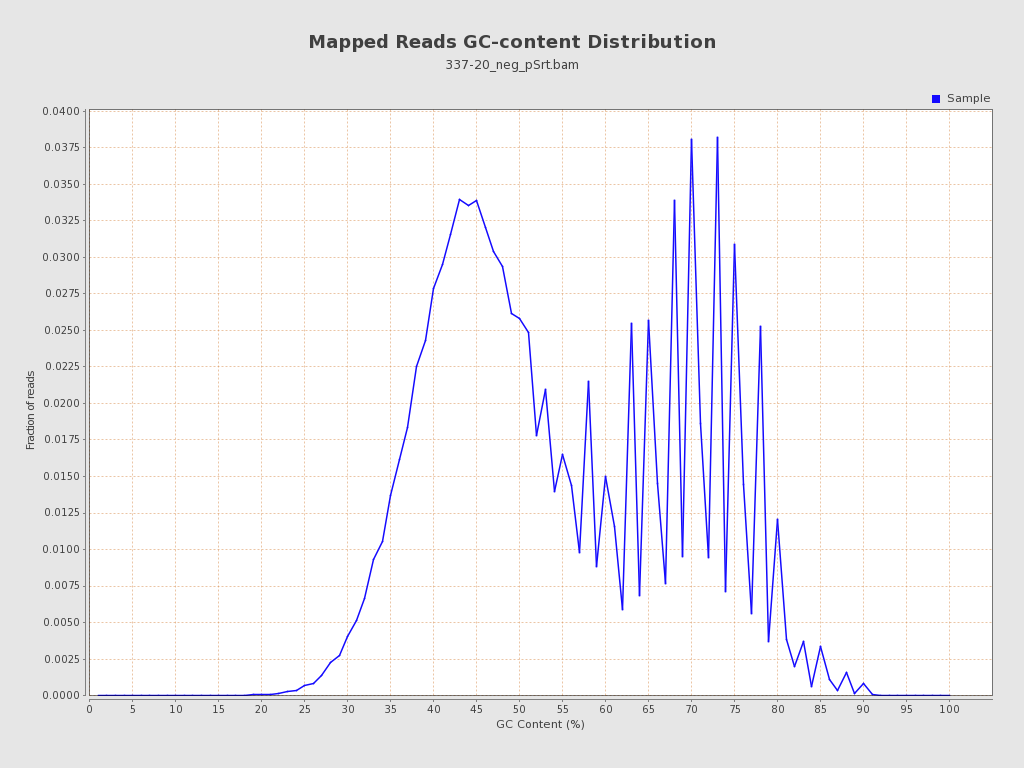 Mapped Reads GC-content Distribution
337-20_neg_pSrt.bam
Sample
0.0400
0.0375
0.0350
0.0325
0.0300
0.0275
0.0250
0.0225
0.0200
0.0175
0.0150
0.0125
0.0100
0.0075
0.0050
0.0025
0.0000
Fraction of reads
0 5 10 15 20 25 30 35 40 45 50 55 60 65 70 75 80 85 90 95 100
GC Content (%)